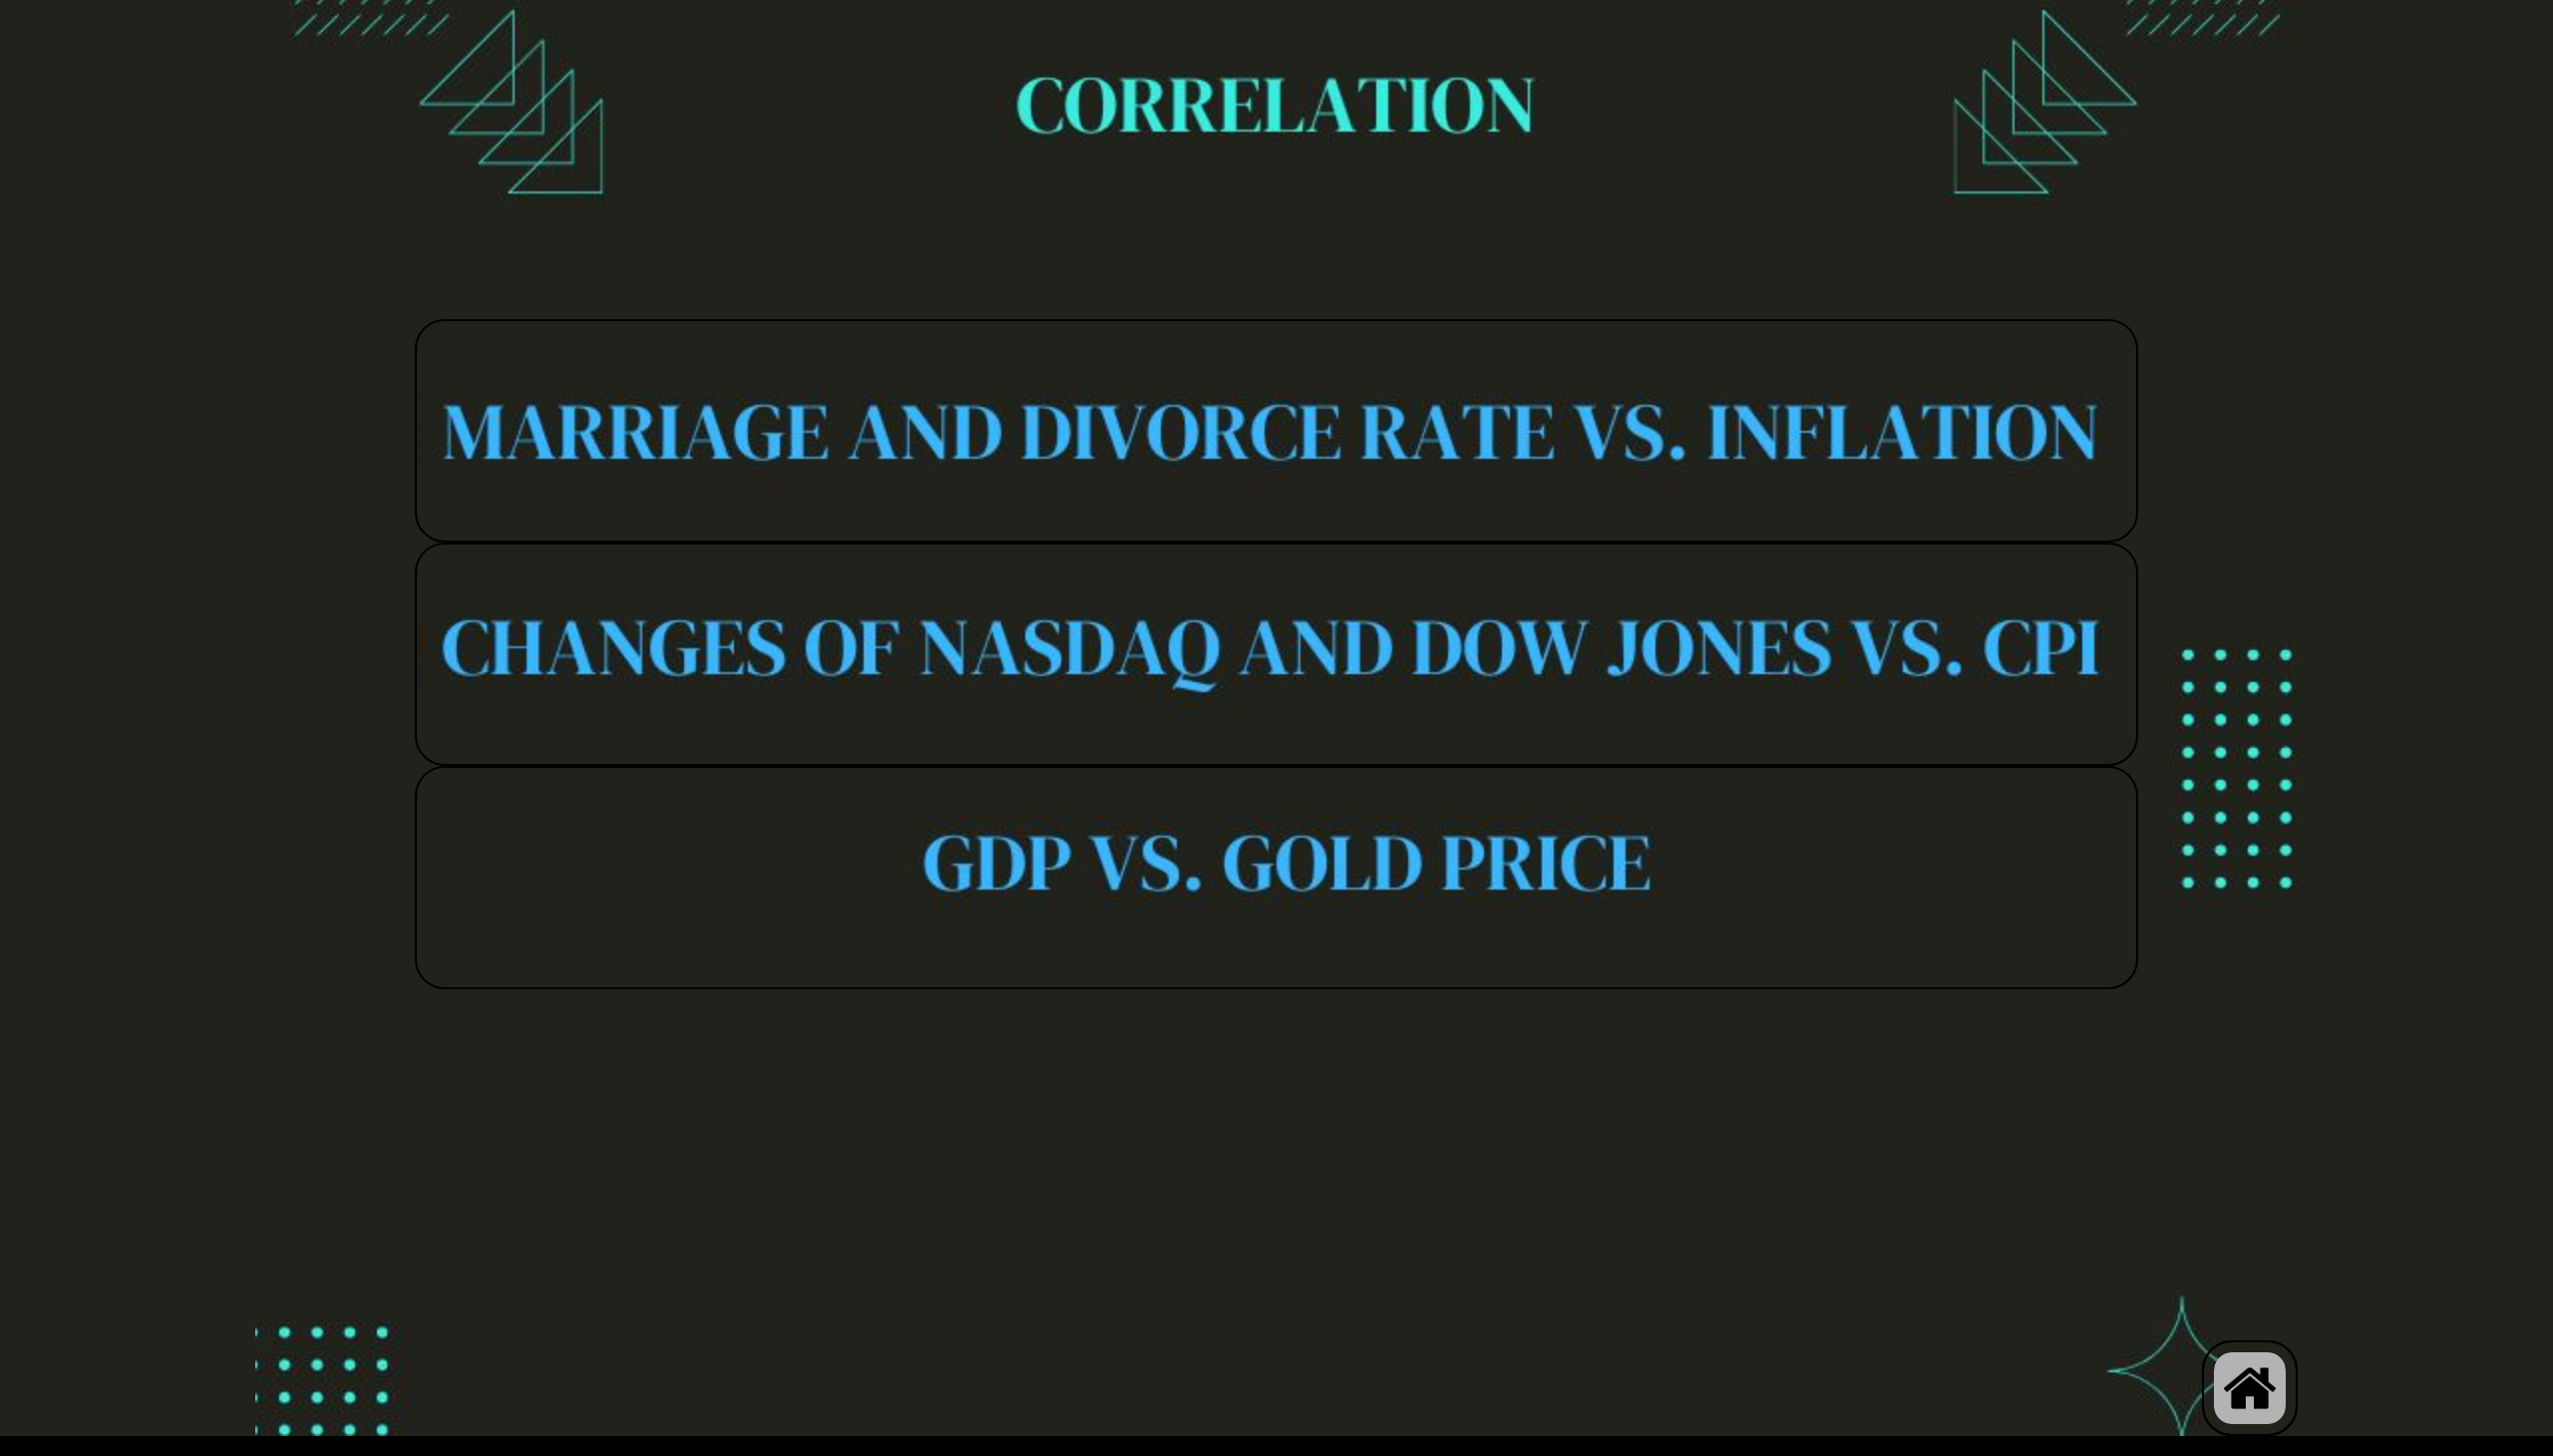 CORRELATION
MARRIAGE AND DIVORCE RATE VS. INFLATION
CHANGES OF NASDAQ AND DOW JONES VS. CPI
GDP VS. GOLD PRICE